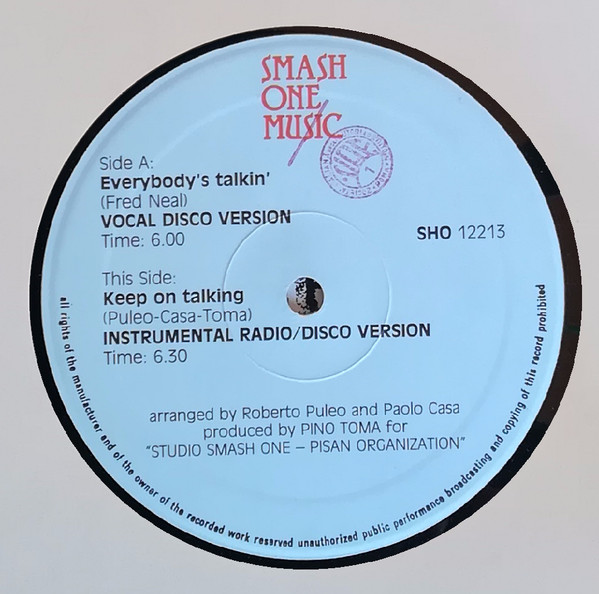 SMASH
ONE
MUSIC
Side A:
Everybody's talkin'
(Fred Neal)
VOCAL DISCO VERSION
Time: 6.00
SHO 12213
This Side:
Keep on talking
(Puleo-Casa-Toma)
INSTRUMENTAL RADIO/DISCO VERSION
Time: 6.30
arranged by Roberto Puleo and Paolo Casa
produced by PINO TOMA for
"STUDIO SMASH ONE – PISAN ORGANIZATION"
all rights of the manufacturer and of the owner of the recorded work reserved unauthorized public performance broadcasting and copying of this record prohibited